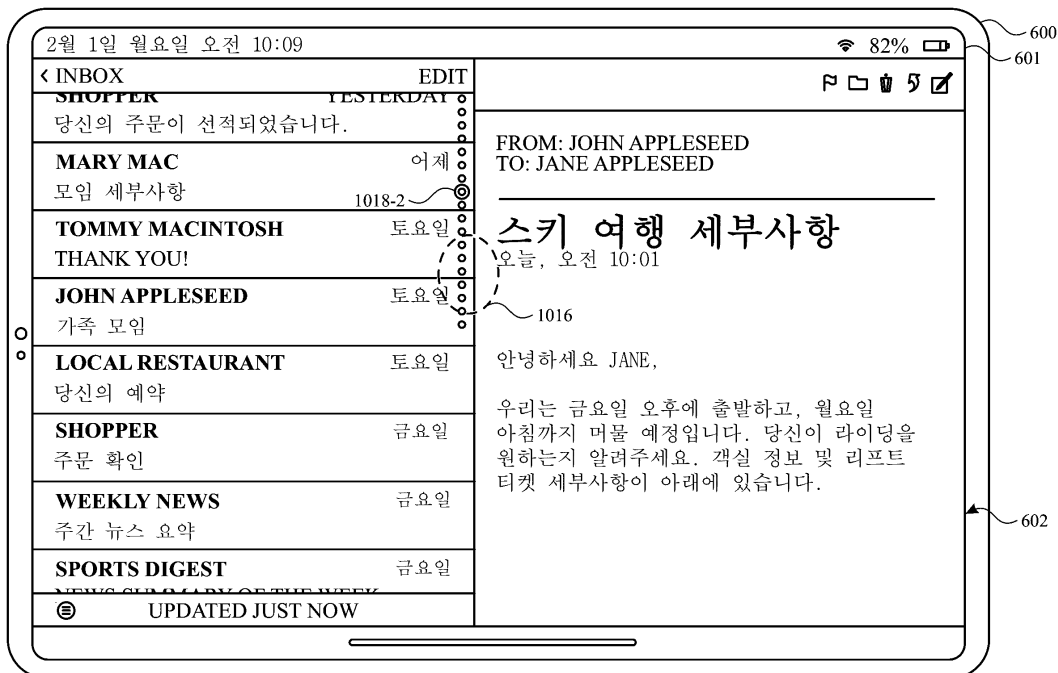 2월 1일 월요일 오전 10:09
82%
600
601
< INBOX
EDIT
SHOPPER YESTERDAY
당신의 주문이 선적되었습니다.
MARY MAC 어제
모임 세부사항
1018-2
TOMMY MACINTOSH 토요일
THANK YOU!
JOHN APPLESEED 토요일
가족 모임
LOCAL RESTAURANT 토요일
당신의 예약
SHOPPER 금요일
주문 확인
WEEKLY NEWS 금요일
주간 뉴스 요약
SPORTS DIGEST 금요일
NEWS SUMMARY OF THE WEEK
UPDATED JUST NOW
FROM: JOHN APPLESEED
TO: JANE APPLESEED
스키 여행 세부사항
오늘, 오전 10:01
1016
안녕하세요 JANE,
우리는 금요일 오후에 출발하고, 월요일
아침까지 머물 예정입니다. 당신이 라이딩을
원하는지 알려주세요. 객실 정보 및 리프트
티켓 세부사항이 아래에 있습니다.
602